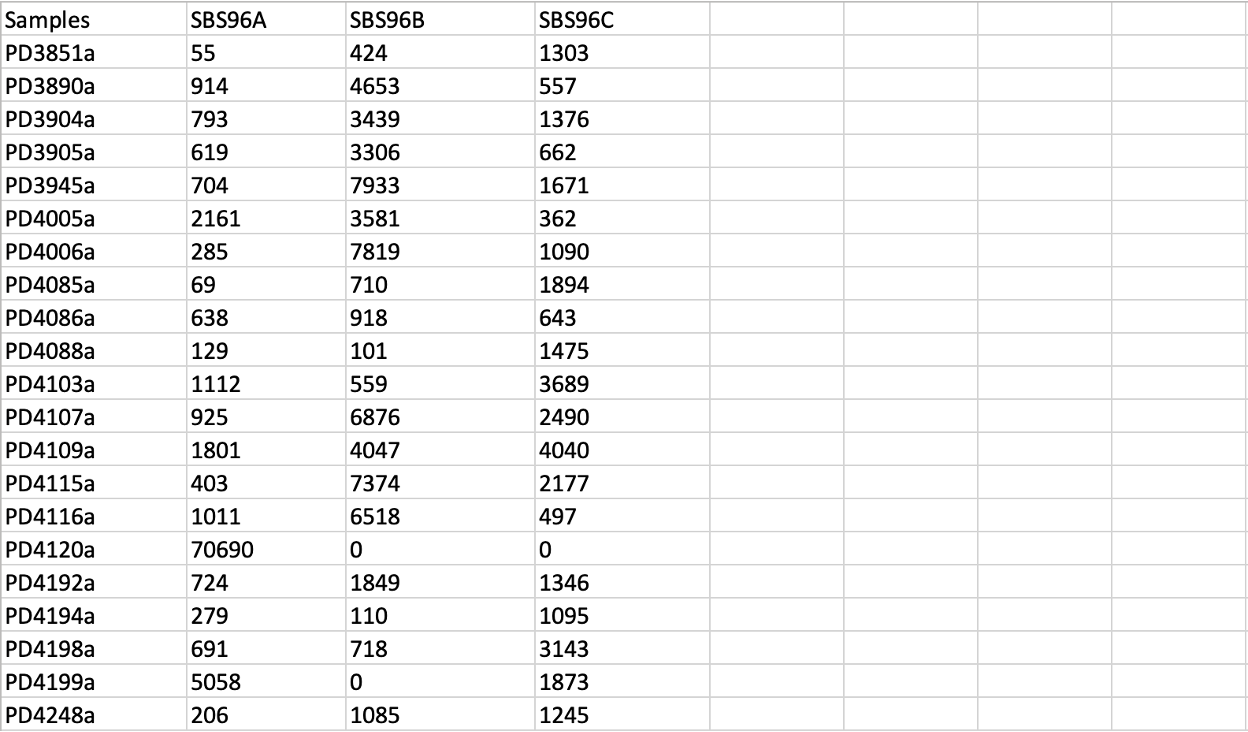 Samples SBS96A SBS96B SBS96C
PD3851a 55 424 1303
PD3890a 914 4653 557
PD3904a 793 3439 1376
PD3905a 619 3306 662
PD3945a 704 7933 1671
PD4005a 2161 3581 362
PD4006a 285 7819 1090
PD4085a 69 710 1894
PD4086a 638 918 643
PD4088a 129 101 1475
PD4103a 1112 559 3689
PD4107a 925 6876 2490
PD4109a 1801 4047 4040
PD4115a 403 7374 2177
PD4116a 1011 6518 497
PD4120a 70690 0 0
PD4192a 724 1849 1346
PD4194a 279 110 1095
PD4198a 691 718 3143
PD4199a 5058 0 1873
PD4248a 206 1085 1245